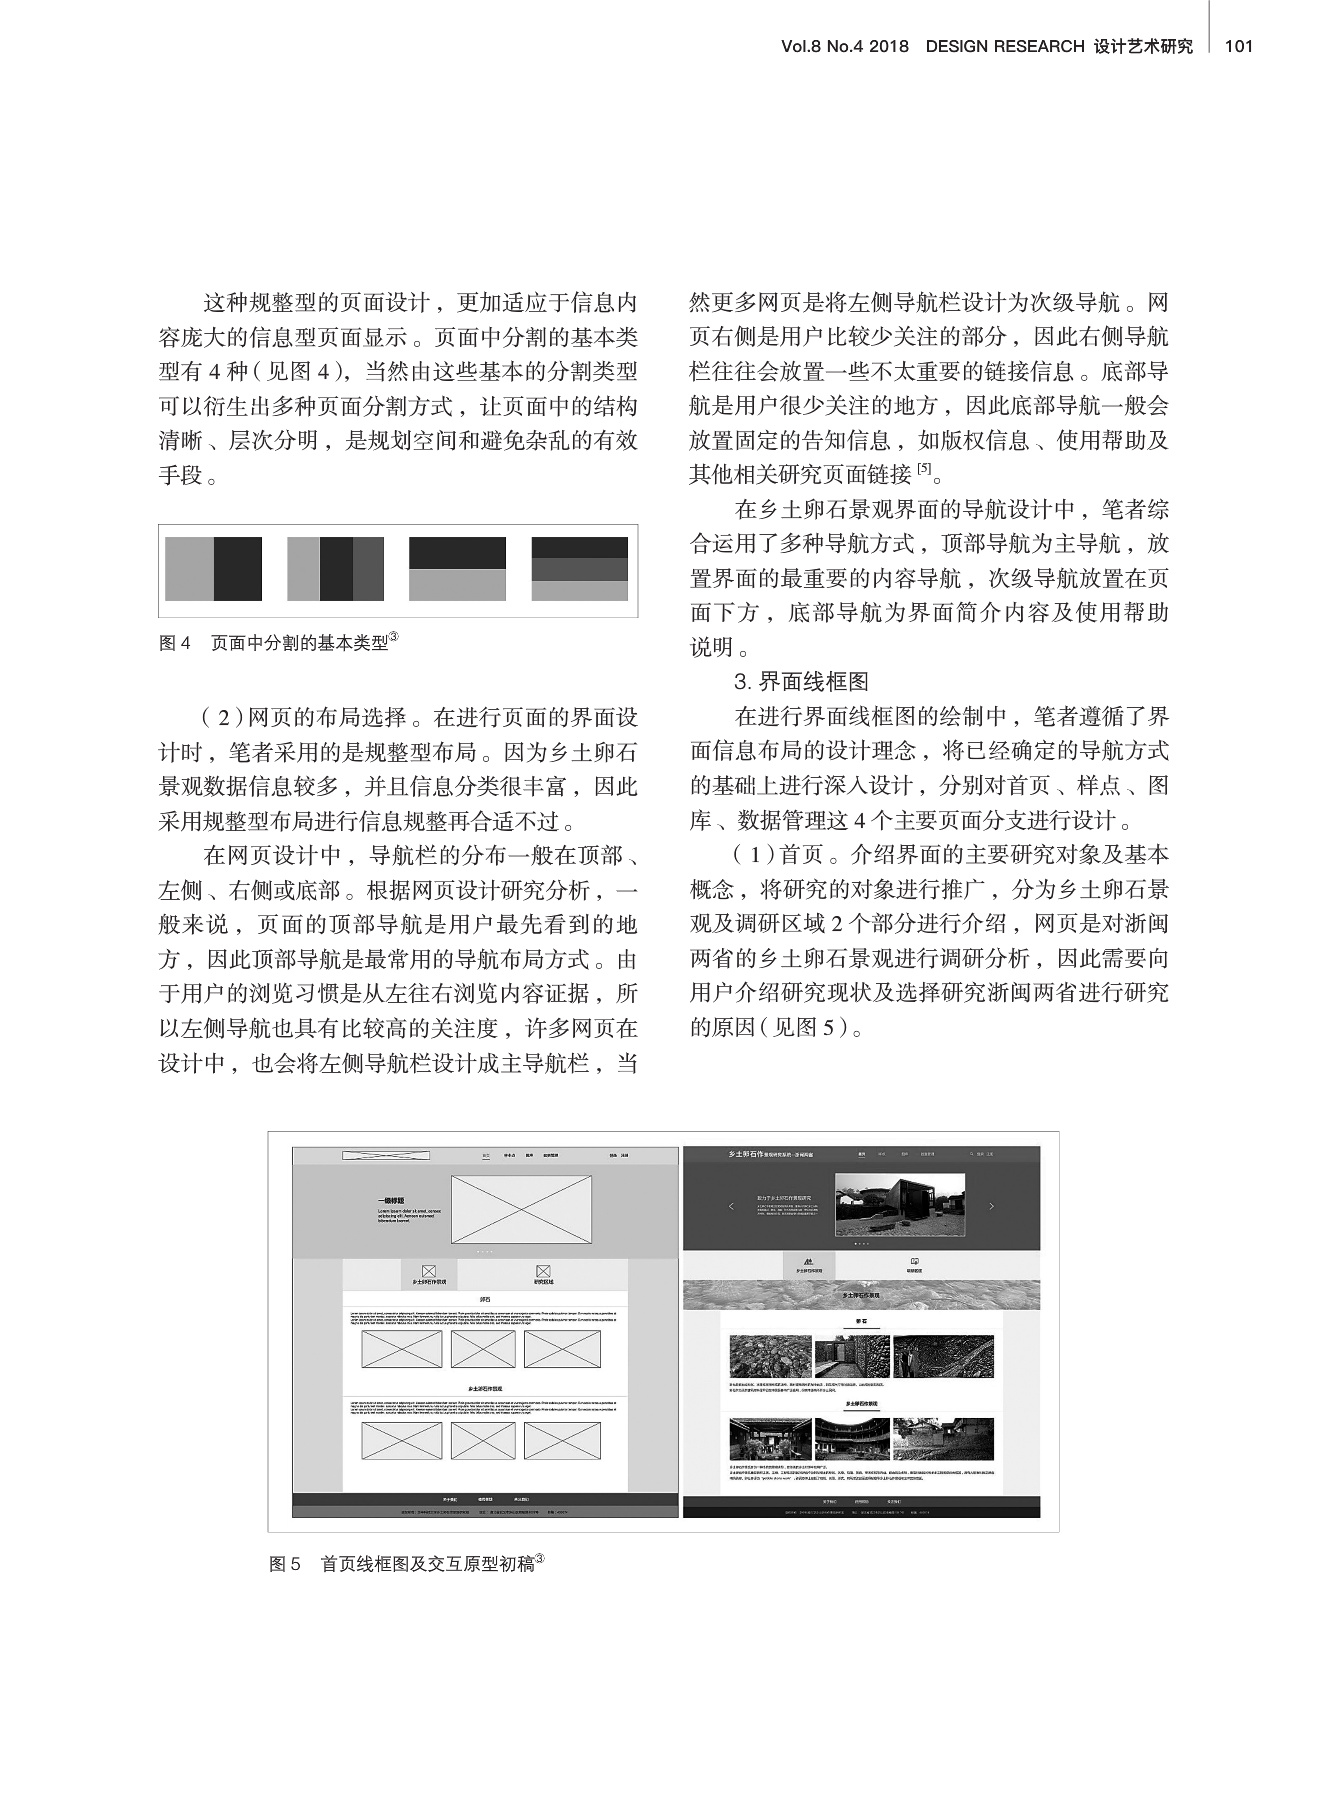 Vol.8 No.4 2018 DESIGN RESEARCH 设计艺术研究 101
这种规整型的页面设计，更加适应于信息内
容庞大的信息型页面显示。页面中分割的基本类
型有 4 种（见图 4），当然由这些基本的分割类型
可以衍生出多种页面分割方式，让页面中的结构
清晰、层次分明，是规划空间和避免杂乱的有效
手段。
图 4 页面中分割的基本类型③
（2）网页的布局选择。在进行页面的界面设
计时，笔者采用的是规整型布局。因为乡土卵石
景观数据信息较多，并且信息分类很丰富，因此
采用规整型布局进行信息规整再合适不过。
在网页设计中，导航栏的分布一般在顶部、
左侧、右侧或底部。根据网页设计研究分析，一
般来说，页面的顶部导航是用户最先看到的地
方，因此顶部导航是最常用的导航布局方式。由
于用户的浏览习惯是从左往右浏览内容证据，所
以左侧导航也具有比较高的关注度，许多网页在
设计中，也会将左侧导航栏设计成主导航栏，当
然更多网页是将左侧导航栏设计为次级导航。网
页右侧是用户比较少关注的部分，因此右侧导航
栏往往会放置一些不太重要的链接信息。底部导
航是用户很少关注的地方，因此底部导航一般会
放置固定的告知信息，如版权信息、使用帮助及
其他相关研究页面链接[5]。
在乡土卵石景观界面的导航设计中，笔者综
合运用了多种导航方式，顶部导航为主导航，放
置界面的最重要的内容导航，次级导航放置在页
面下方，底部导航为界面简介内容及使用帮助
说明。
3. 界面线框图
在进行界面线框图的绘制中，笔者遵循了界
面信息布局的设计理念，将已经确定的导航方式
的基础上进行深入设计，分别对首页、样点、图
库、数据管理这 4 个主要页面分支进行设计。
（1）首页。介绍界面的主要研究对象及基本
概念，将研究的对象进行推广，分为乡土卵石景
观及调研区域 2 个部分进行介绍，网页是对浙闽
两省的乡土卵石景观进行调研分析，因此需要向
用户介绍研究现状及选择研究浙闽两省进行研究
的原因（见图 5）。
一级标题
乡土卵石作景观
研究区域
卵石
乡土卵石作景观
乡土卵石作景观研究系统-浙闽两省
致力于乡土卵石作景观研究
乡土卵石作景观
乡土卵石作景观
卵石
乡土卵石作景观
图 5 首页线框图及交互原型初稿③